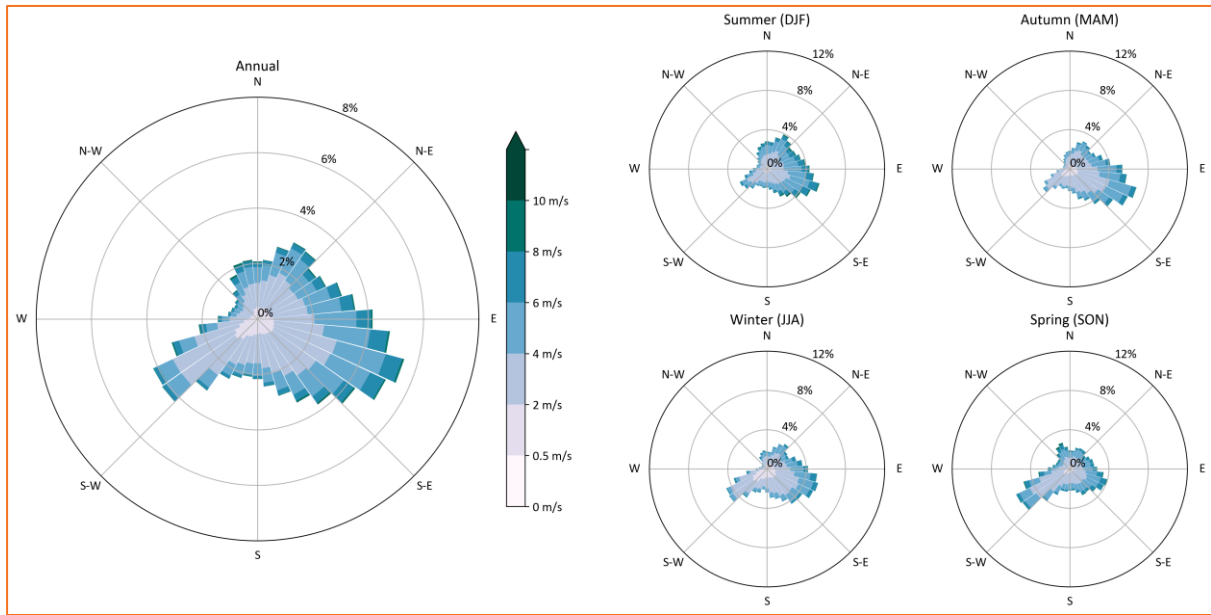 Annual
N
8%
N-W
N-E
6%
4%
2%
W
0%
E
S-W
S-E
S
10 m/s
8 m/s
6 m/s
4 m/s
2 m/s
0.5 m/s
0 m/s
Summer (DJF)
N
12%
N-W
N-E
8%
4%
W
0%
E
S-W
S-E
S
Autumn (MAM)
N
12%
N-W
N-E
8%
4%
W
0%
E
S-W
S-E
S
Winter (JJA)
N
12%
N-W
N-E
8%
4%
W
0%
E
S-W
S-E
S
Spring (SON)
N
12%
N-W
N-E
8%
4%
W
0%
E
S-W
S-E
S